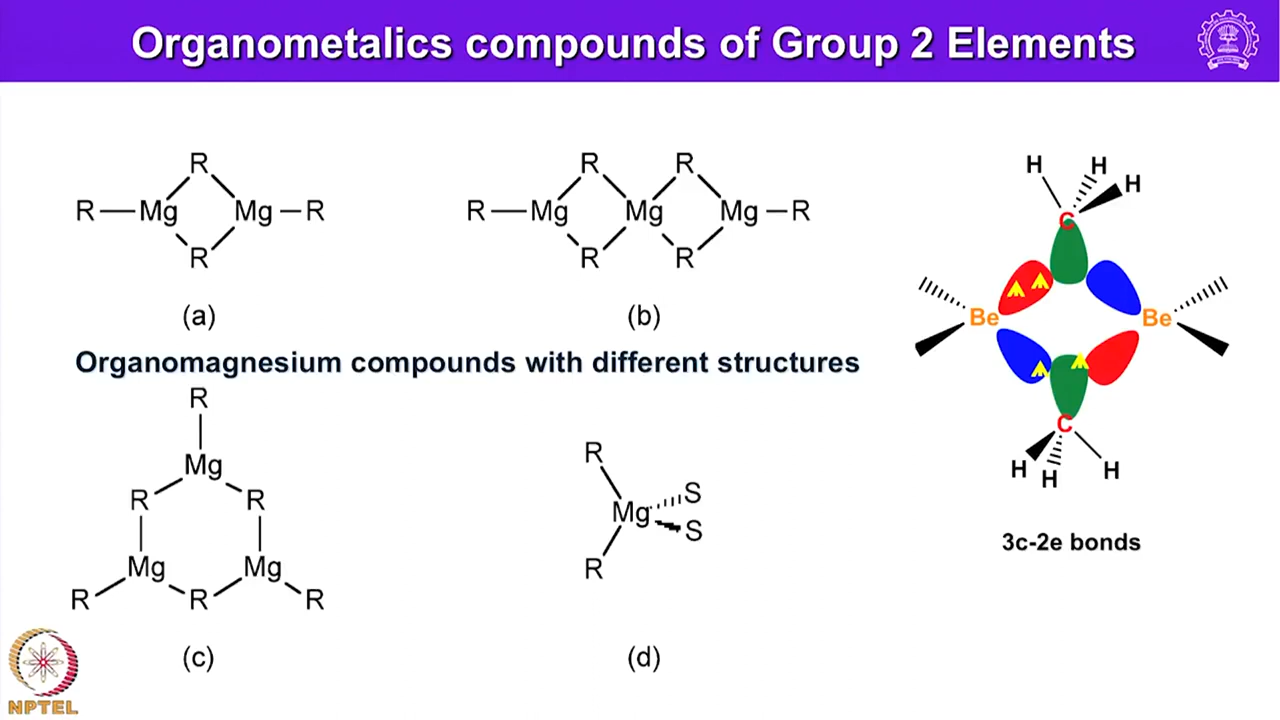 Organometalics compounds of Group 2 Elements
R R R
R Mg Mg R R Mg Mg Mg R
R R R
(a) (b)
Organomagnesium compounds with different structures
R
Mg
R R
Mg Mg
R R R
(c)
R
Mg S
S
R
(d)
H H H
C
Be Be
C
H H H
3c-2e bonds
NPTEL